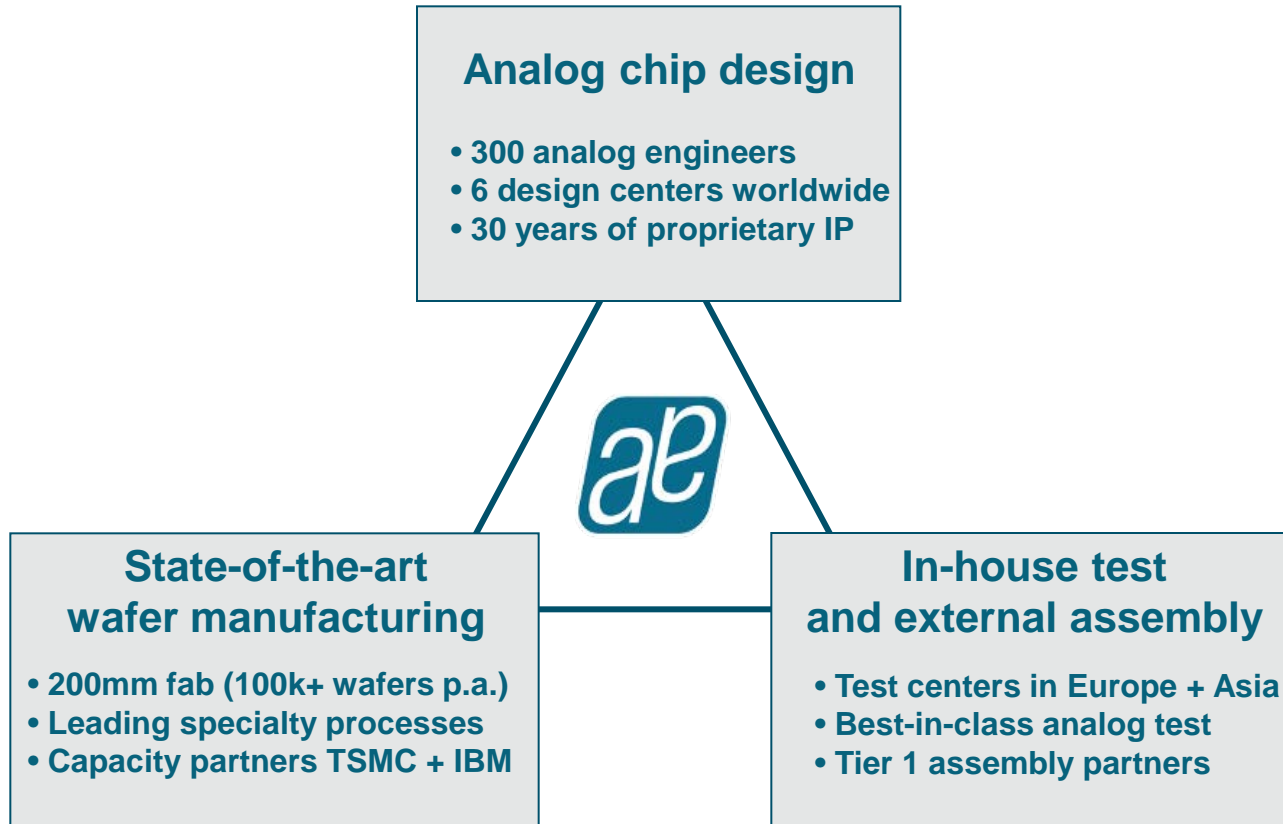 Analog chip design
• 300 analog engineers
• 6 design centers worldwide
• 30 years of proprietary IP
ae
State-of-the-art
wafer manufacturing
• 200mm fab (100k+ wafers p.a.)
• Leading specialty processes
• Capacity partners TSMC + IBM
In-house test
and external assembly
• Test centers in Europe + Asia
• Best-in-class analog test
• Tier 1 assembly partners